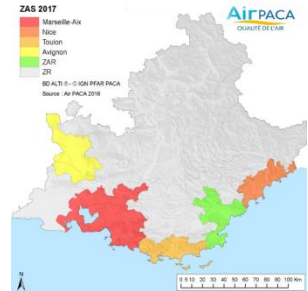 ZAS 2017
AirPACA
QUALITÉ DE L'AIR
Marseille-Aix
Nice
Toulon
Avignon
ZAR
ZR
BD ALTI ® - © IGN PFAR PACA
Source : Air PACA 2016
N
0 5 10 20 30 40 50 60 70 80 90 100 Km